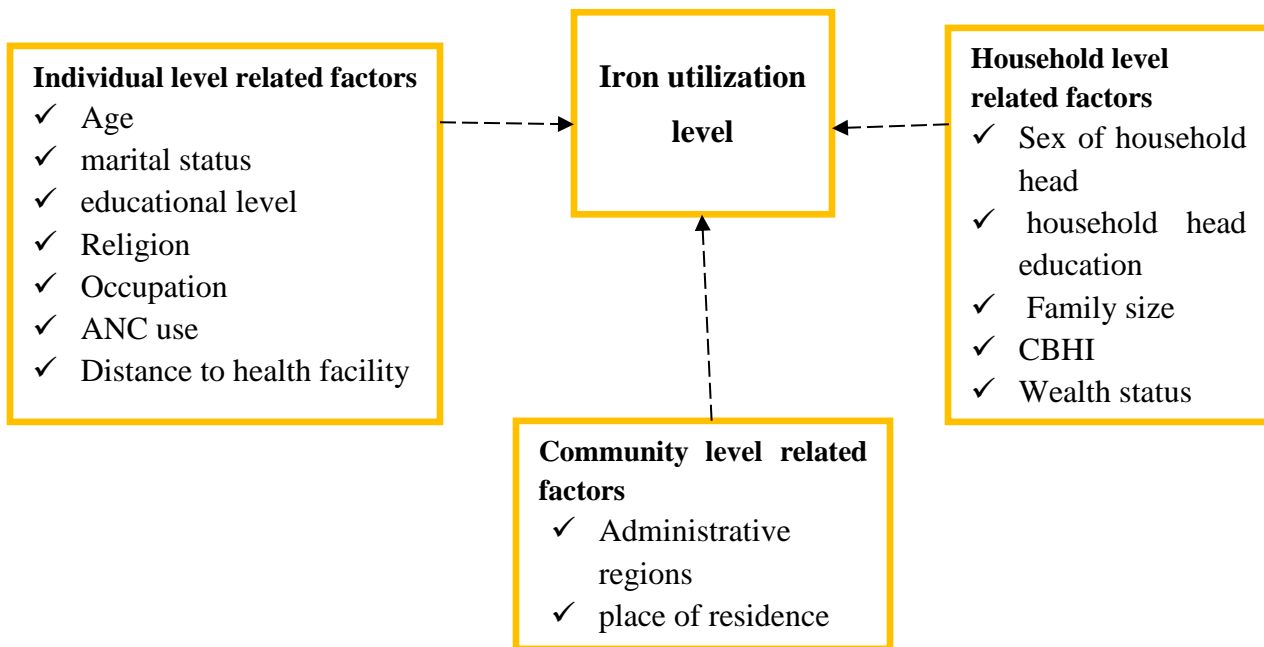 Individual level related factors
✓ Age
✓ marital status
✓ educational level
✓ Religion
✓ Occupation
✓ ANC use
✓ Distance to health facility
Iron utilization
level
Household level
related factors
✓ Sex of household
head
✓ household head
education
✓ Family size
✓ CBHI
✓ Wealth status
Community level related
factors
✓ Administrative
regions
✓ place of residence